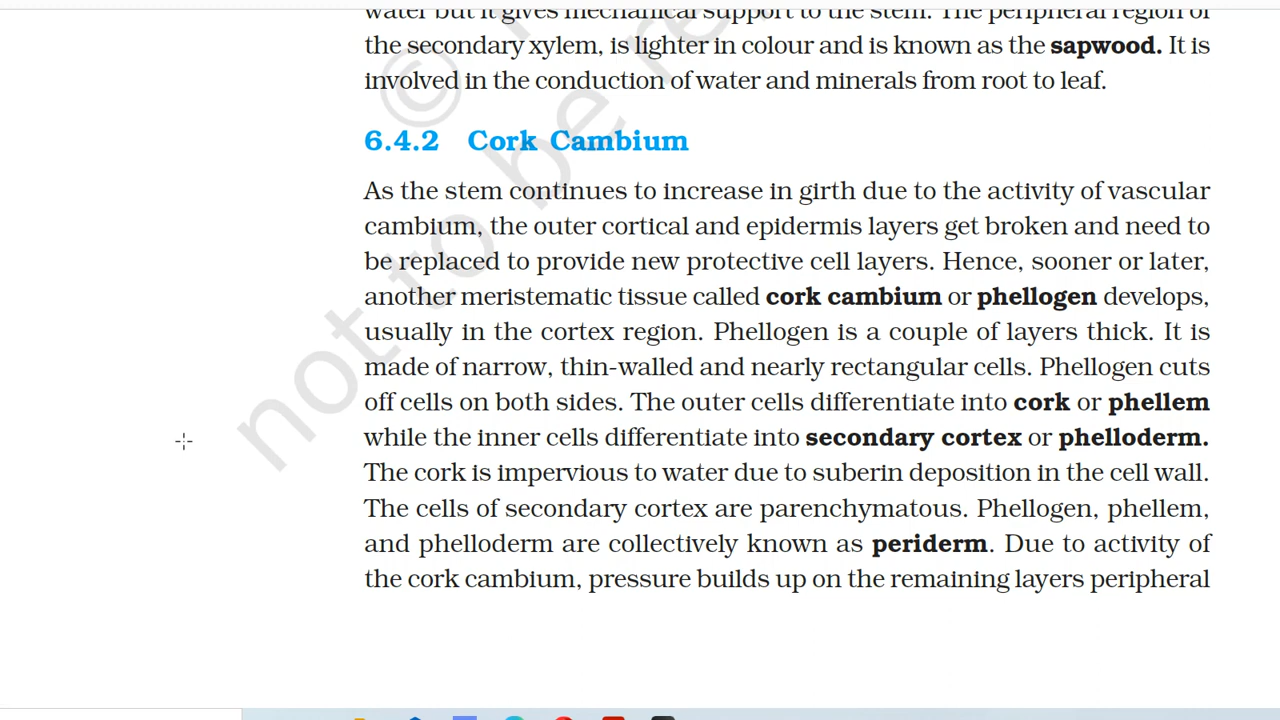 water but it gives mechanical support to the stem. The peripheral region of
the secondary xylem, is lighter in colour and is known as the sapwood. It is
involved in the conduction of water and minerals from root to leaf.
6.4.2 Cork Cambium
As the stem continues to increase in girth due to the activity of vascular
cambium, the outer cortical and epidermis layers get broken and need to
be replaced to provide new protective cell layers. Hence, sooner or later,
another meristematic tissue called cork cambium or phellogen develops,
usually in the cortex region. Phellogen is a couple of layers thick. It is
made of narrow, thin-walled and nearly rectangular cells. Phellogen cuts
off cells on both sides. The outer cells differentiate into cork or phellem
while the inner cells differentiate into secondary cortex or phelloderm.
The cork is impervious to water due to suberin deposition in the cell wall.
The cells of secondary cortex are parenchymatous. Phellogen, phellem,
and phelloderm are collectively known as periderm. Due to activity of
the cork cambium, pressure builds up on the remaining layers peripheral
©
not to be re